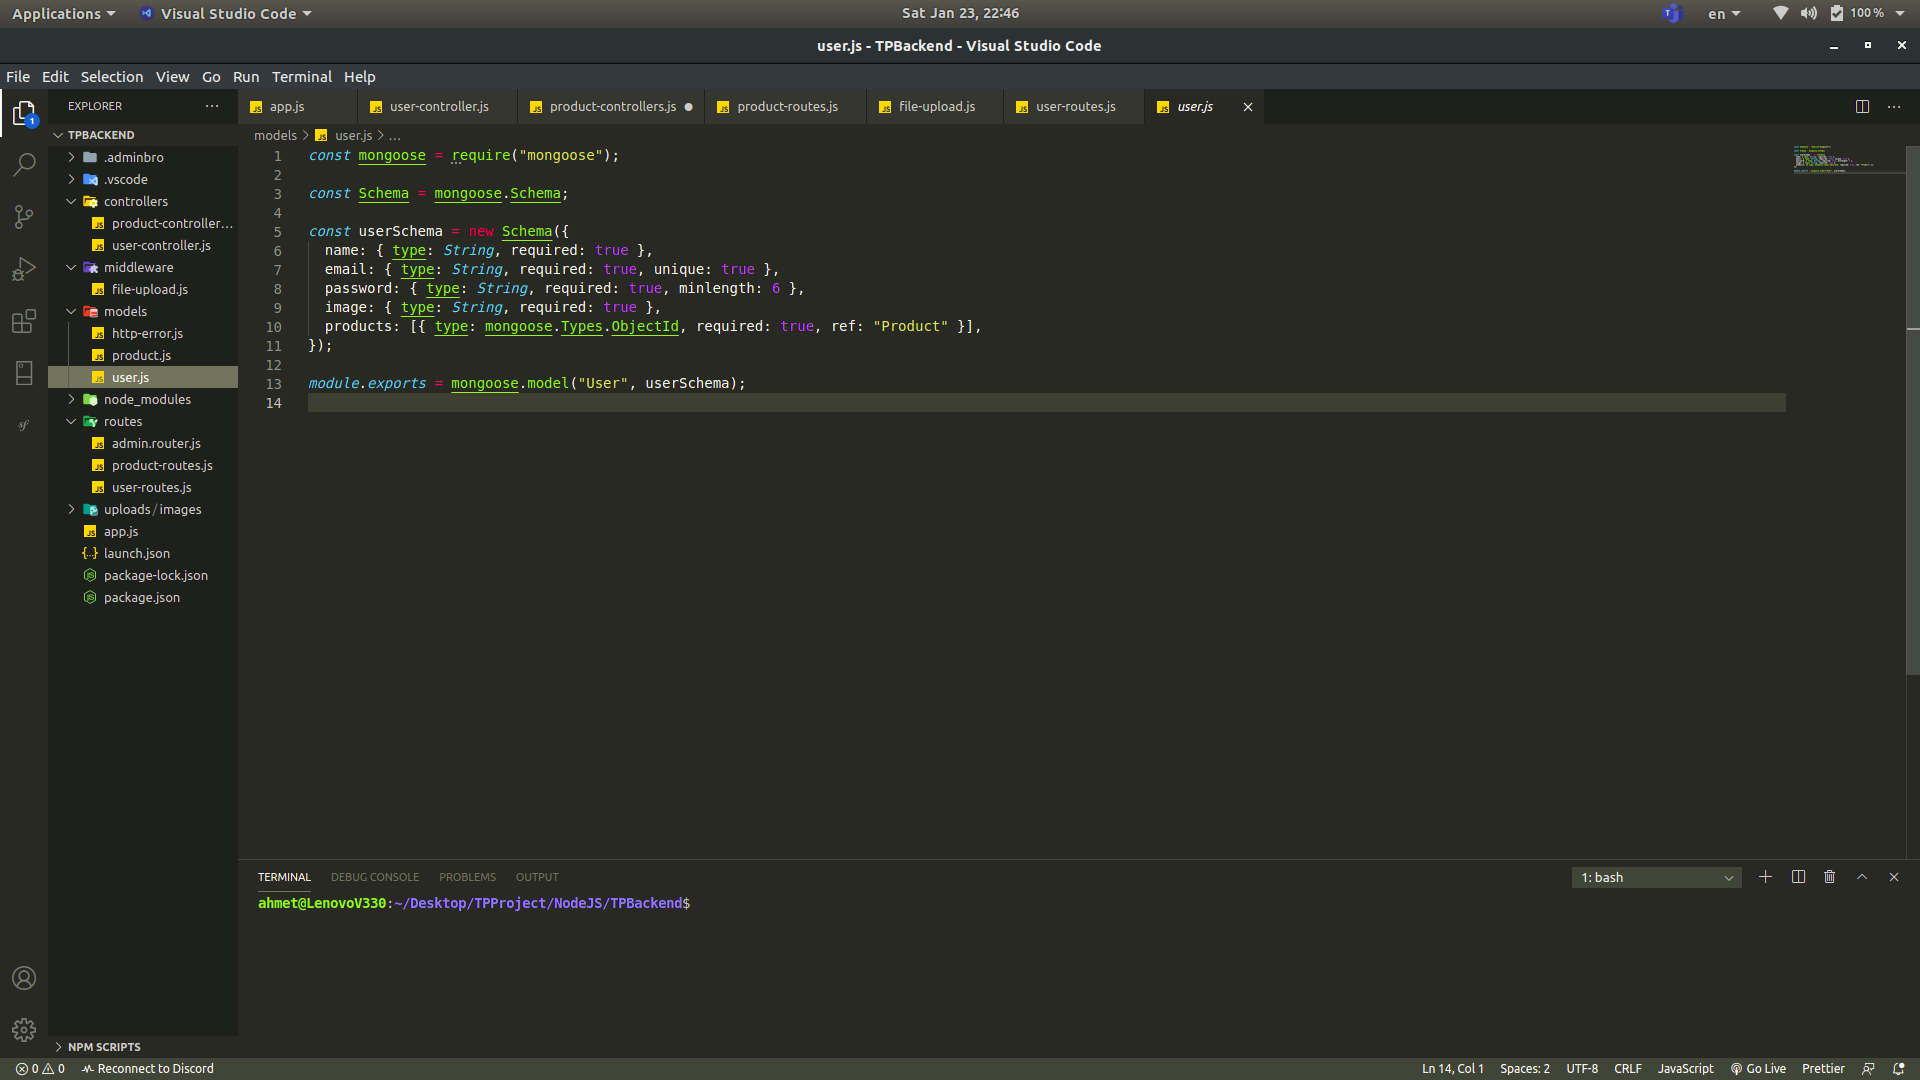 Applications Visual Studio Code Sat Jan 23, 22:46 en 100%
user.js - TPBackend - Visual Studio Code
File Edit Selection View Go Run Terminal Help
EXPLORER ...
app.js user-controller.js product-controllers.js product-routes.js file-upload.js user-routes.js user.js
1
TPBACKEND
.adminbro
.vscode
controllers
product-controller...
user-controller.js
middleware
file-upload.js
models
http-error.js
product.js
user.js
node_modules
routes
admin.router.js
product-routes.js
user-routes.js
uploads/images
app.js
launch.json
package-lock.json
package.json
NPM SCRIPTS
models > user.js > ...
1 const mongoose = require("mongoose");
2
3 const Schema = mongoose.Schema;
4
5 const userSchema = new Schema({
6 name: { type: String, required: true },
7 email: { type: String, required: true, unique: true },
8 password: { type: String, required: true, minlength: 6 },
9 image: { type: String, required: true },
10 products: [{ type: mongoose.Types.ObjectId, required: true, ref: "Product" }],
11 });
12
13 module.exports = mongoose.model("User", userSchema);
14
TERMINAL DEBUG CONSOLE PROBLEMS OUTPUT 1: bash
ahmet@LenovoV330:~/Desktop/TPProject/NodeJS/TPBackend$
0 0 Reconnect to Discord Ln 14, Col 1 Spaces: 2 UTF-8 CRLF JavaScript Go Live Prettier